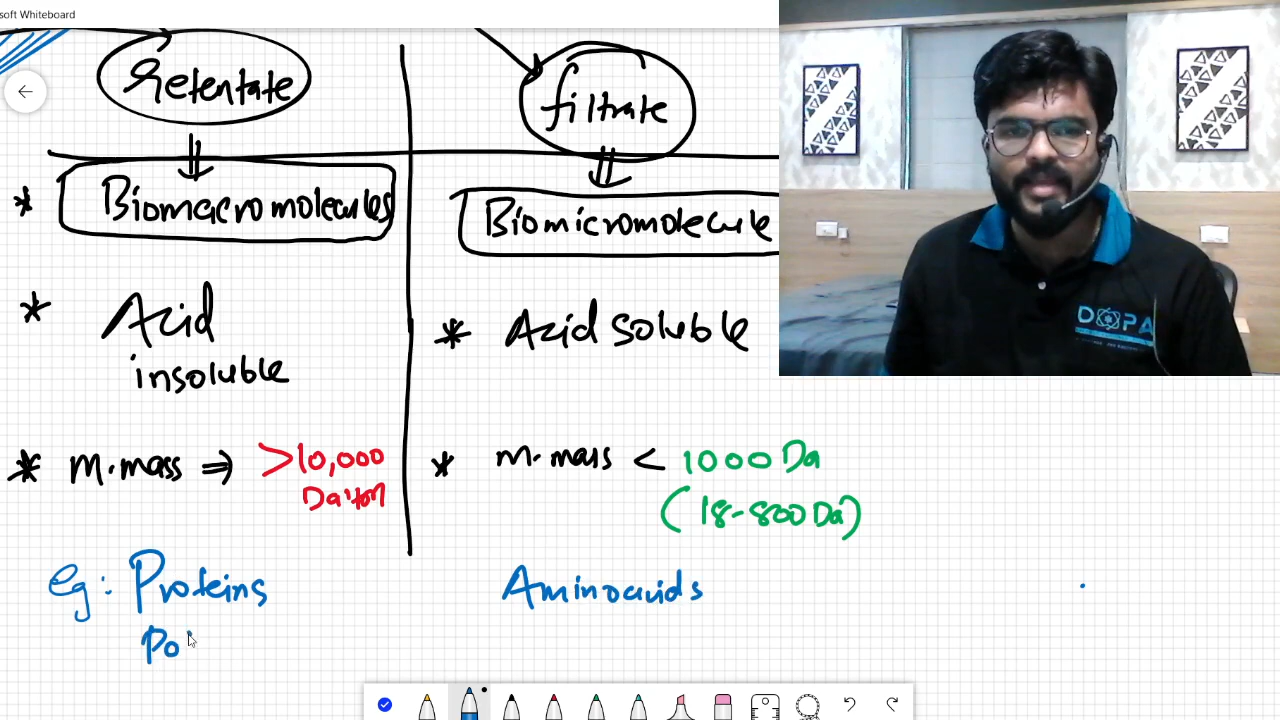 soft Whiteboard
Retentate
filtrate
* Biomacromolecules
Biomicromolecule
* Acid
insoluble
* Acid soluble
* M.mass ⇒ >10,000
Dalton
* m.mass < 1000 Da
(18-800 Da)
eg: Proteins
Po
Aminoacids
DOPA